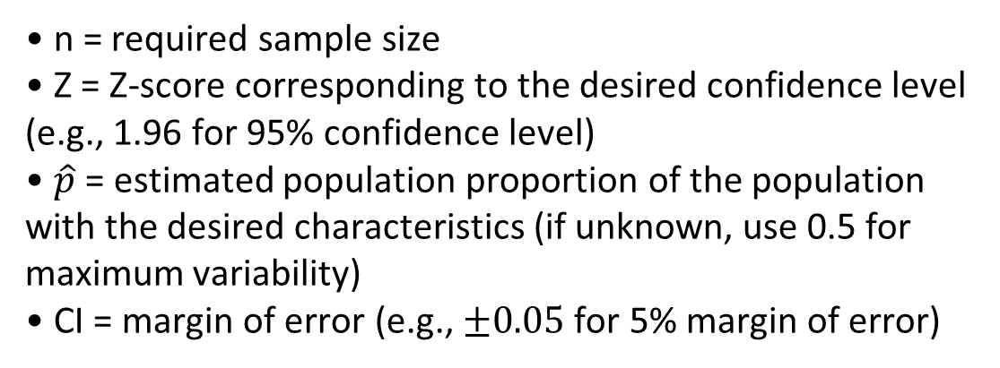 • n = required sample size
• Z = Z-score corresponding to the desired confidence level
(e.g., 1.96 for 95% confidence level)
• p̂ = estimated population proportion of the population
with the desired characteristics (if unknown, use 0.5 for
maximum variability)
• CI = margin of error (e.g., ±0.05 for 5% margin of error)